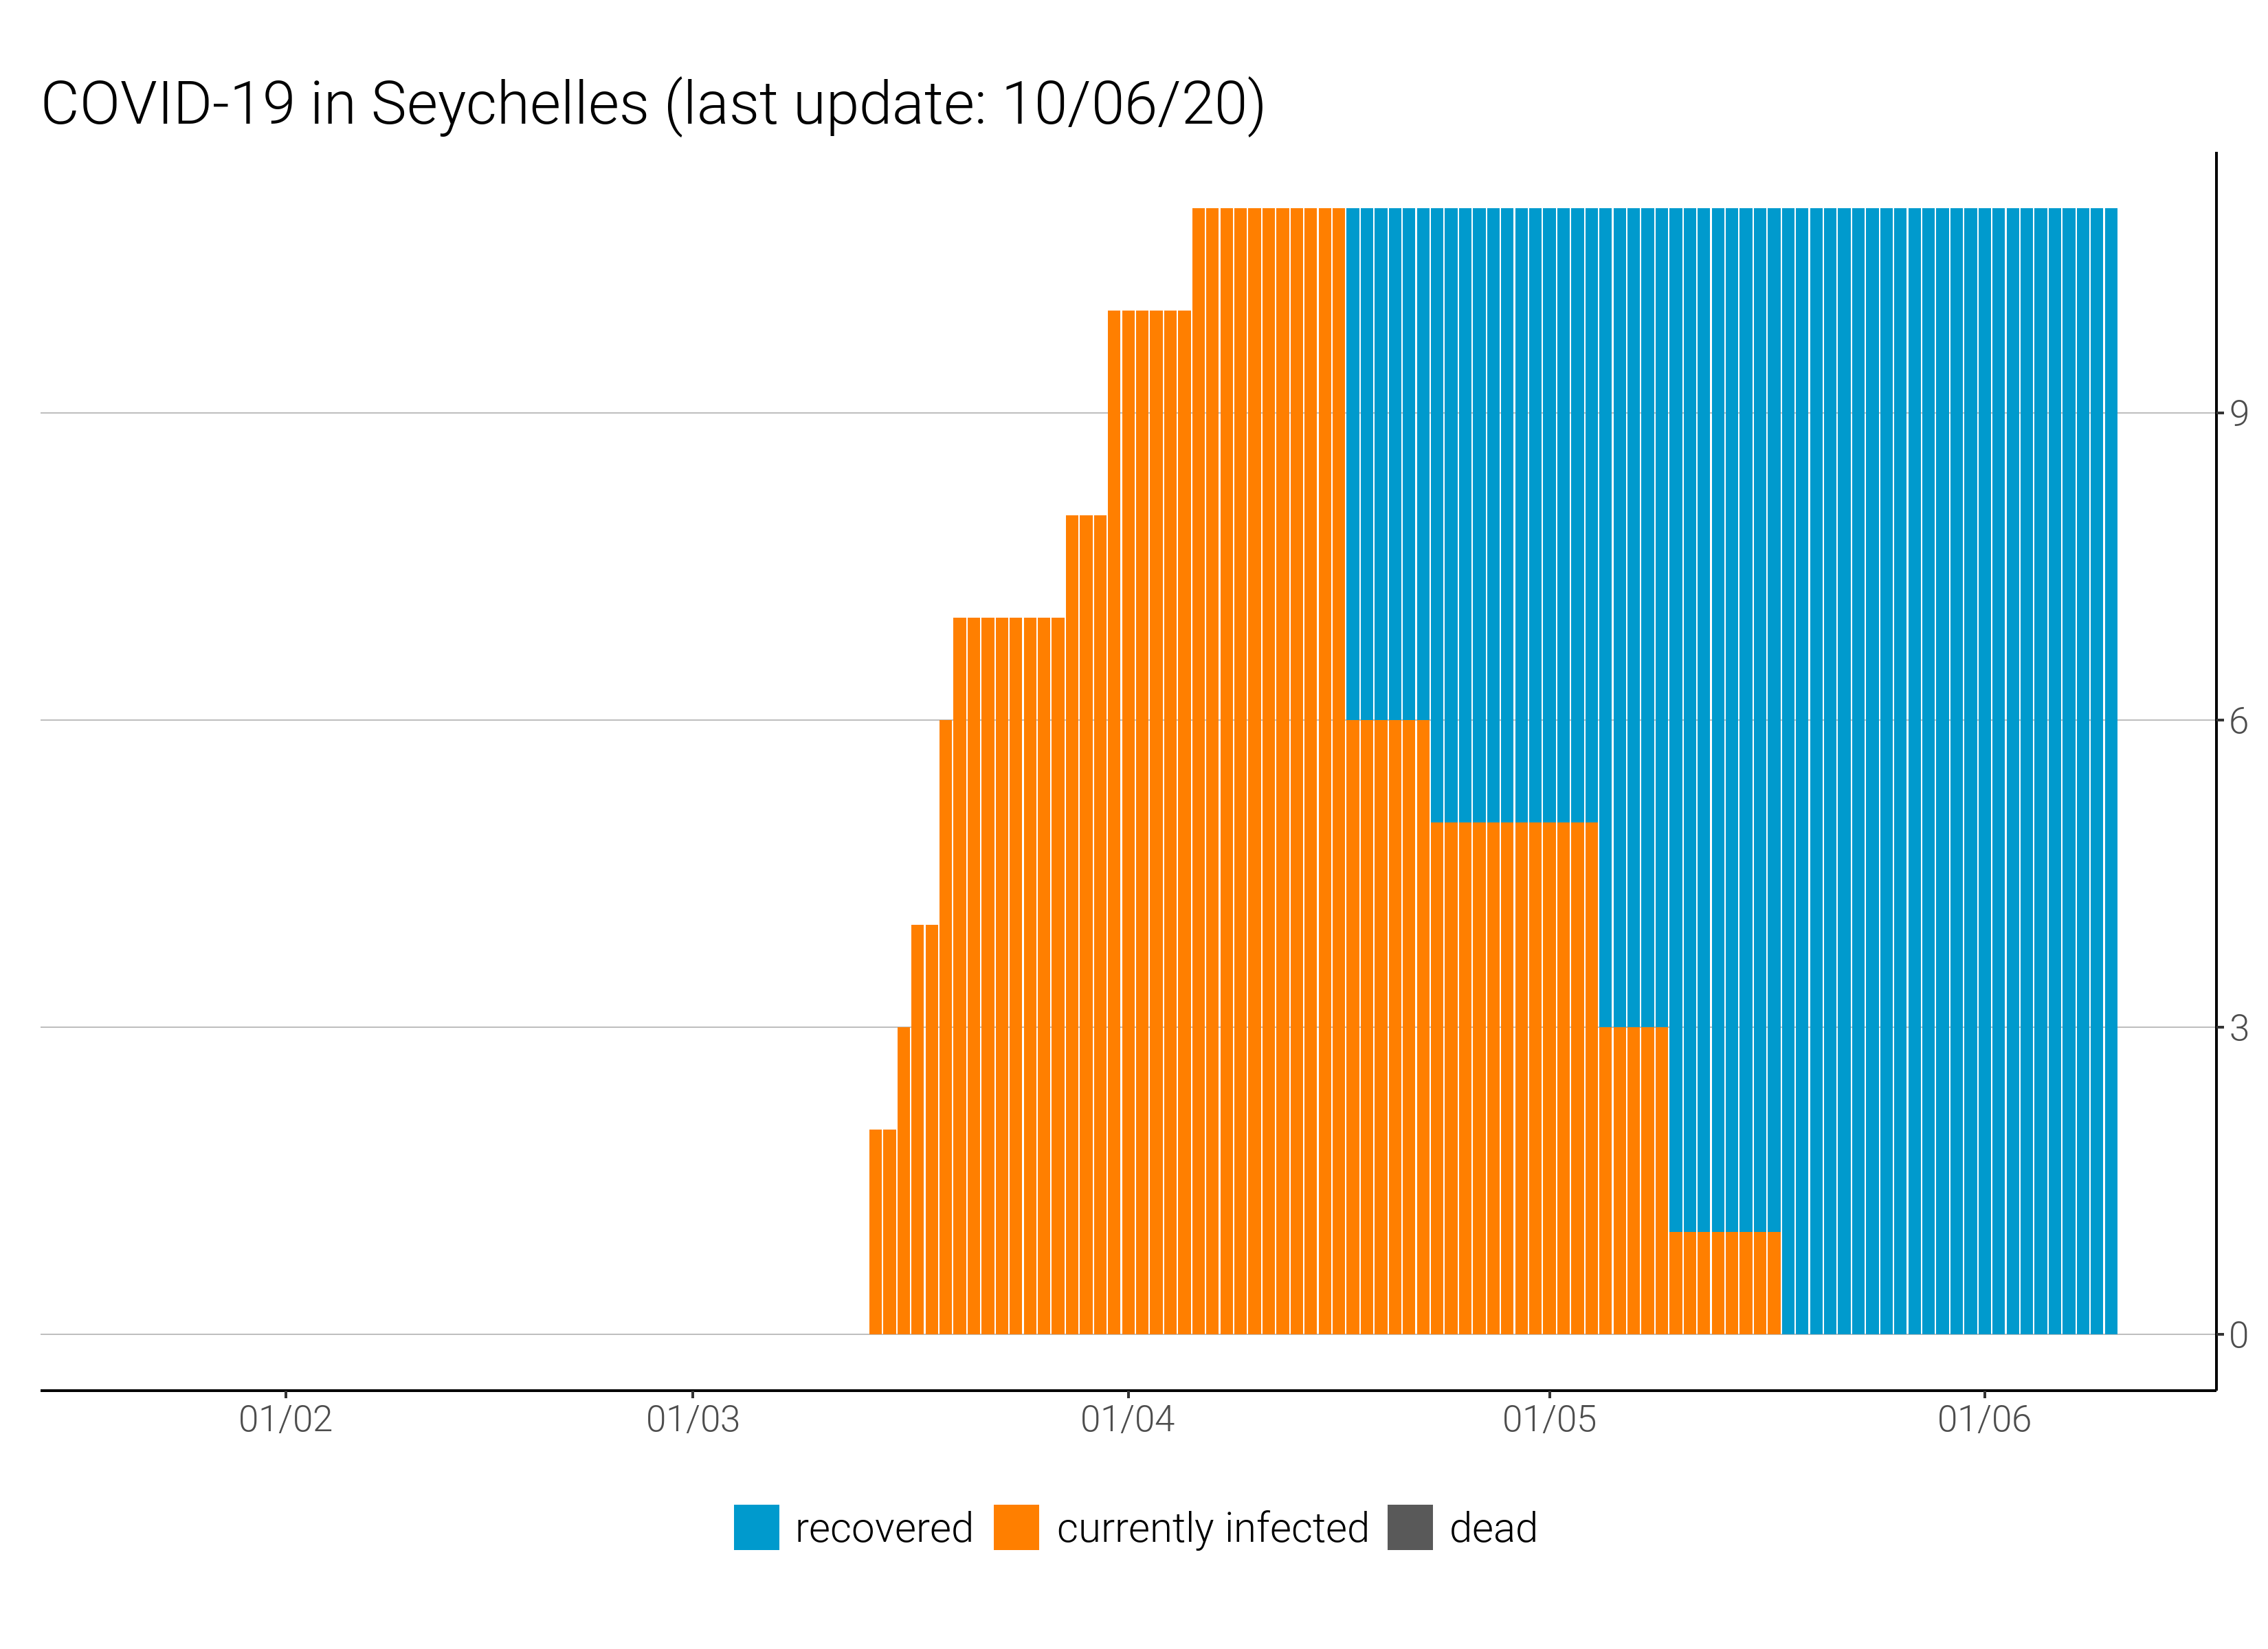 COVID-19 in Seychelles (last update: 10/06/20)
9
6
3
0
01/02 01/03 01/04 01/05 01/06
recovered currently infected dead